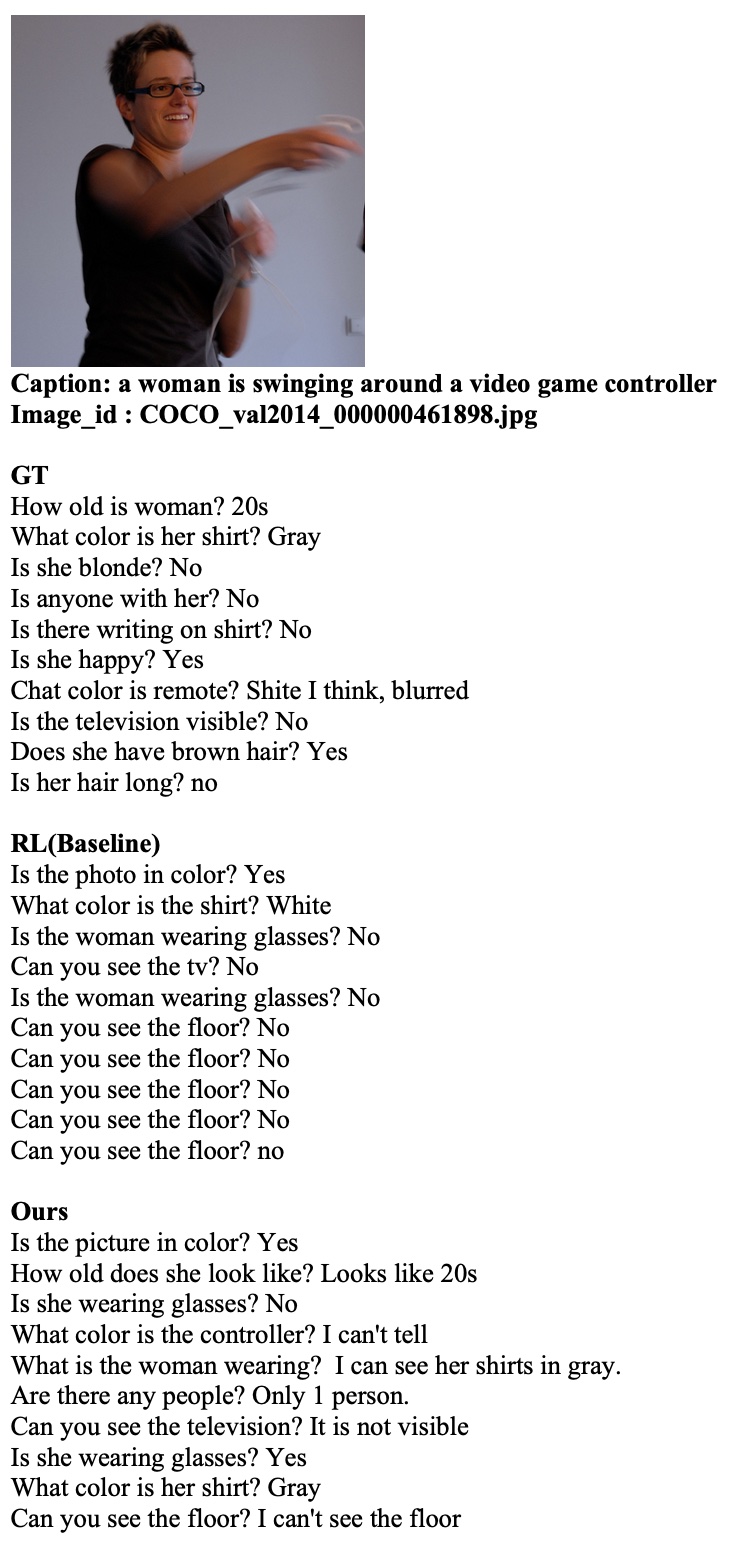 Caption: a woman is swinging around a video game controller
Image_id : COCO_val2014_000000461898.jpg
GT
How old is woman? 20s
What color is her shirt? Gray
Is she blonde? No
Is anyone with her? No
Is there writing on shirt? No
Is she happy? Yes
Chat color is remote? Shite I think, blurred
Is the television visible? No
Does she have brown hair? Yes
Is her hair long? no
RL(Baseline)
Is the photo in color? Yes
What color is the shirt? White
Is the woman wearing glasses? No
Can you see the tv? No
Is the woman wearing glasses? No
Can you see the floor? No
Can you see the floor? No
Can you see the floor? No
Can you see the floor? No
Can you see the floor? no
Ours
Is the picture in color? Yes
How old does she look like? Looks like 20s
Is she wearing glasses? No
What color is the controller? I can't tell
What is the woman wearing?  I can see her shirts in gray.
Are there any people? Only 1 person.
Can you see the television? It is not visible
Is she wearing glasses? Yes
What color is her shirt? Gray
Can you see the floor? I can't see the floor